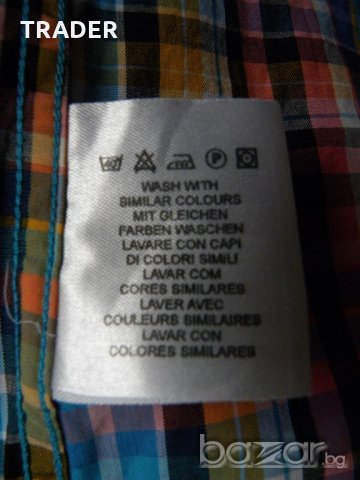 TRADER
WASH WITH
SIMILAR COLOURS
MIT GLEICHEN
FARBEN WASCHEN
LAVARE CON CAPI
DI COLORI SIMILI
LAVAR COM
CORES SIMILARES
LAVER AVEC
COULEURS SIMILAIRES
LAVAR CON
COLORES SIMILARES
bazar.bg